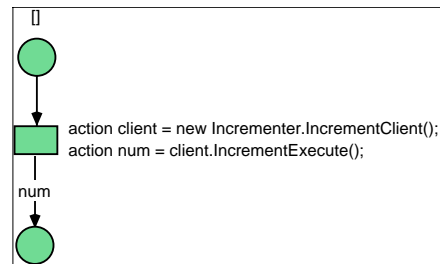 []
action client = new Incrementer.IncrementClient();
action num = client.IncrementExecute();
num